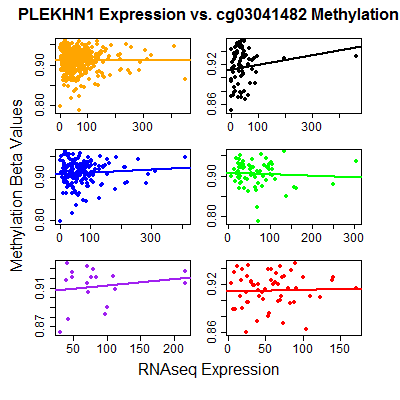 PLEKHN1 Expression vs. cg03041482 Methylation
Methylation Beta Values
0.80 0.90
0 100 300
0.86 0.92
0 100 300
0.80 0.90
0 100 300
0.80 0.90
0 50 100 200 300
0.87 0.91
50 100 150 200
0.86 0.92
0 50 100 150
RNAseq Expression